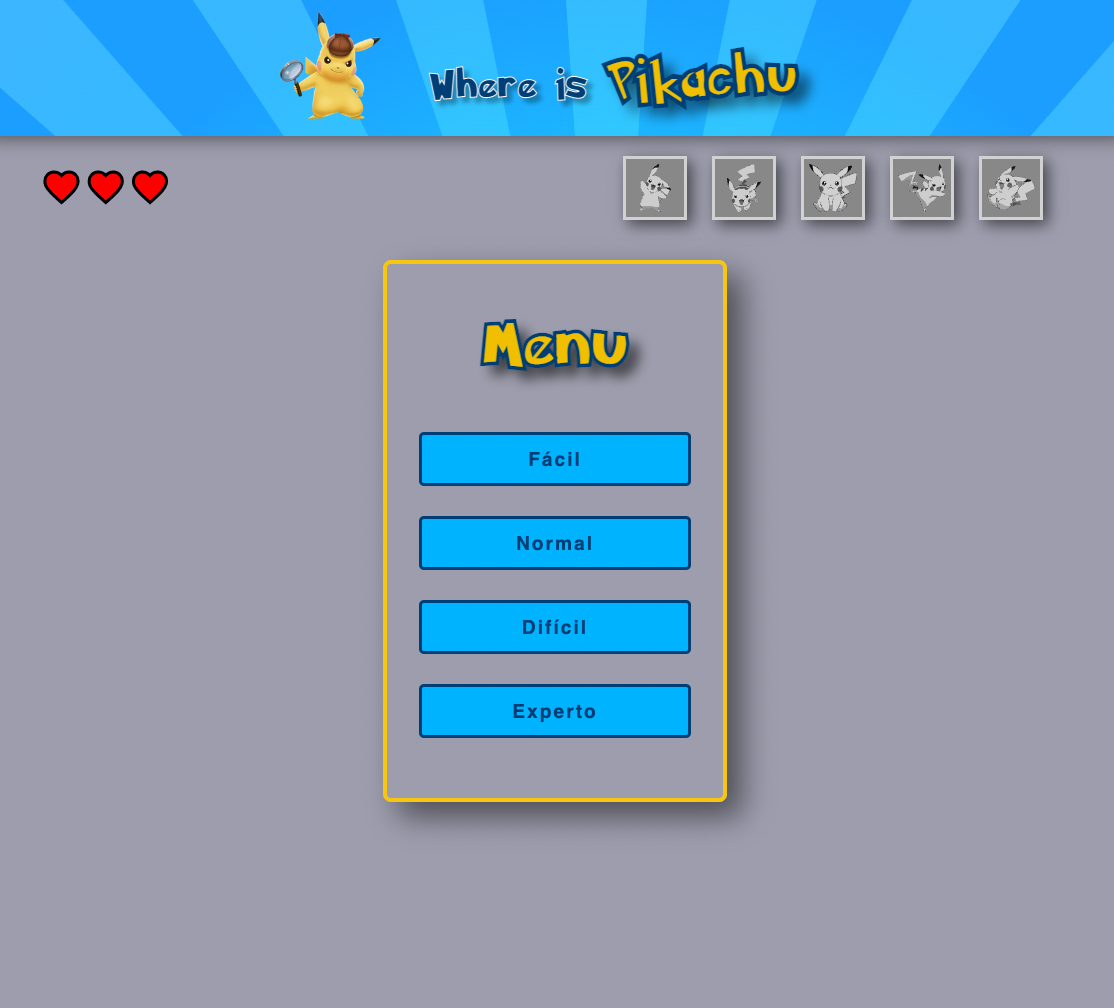 Where is Pikachu
Menu
Fácil
Normal
Difícil
Experto